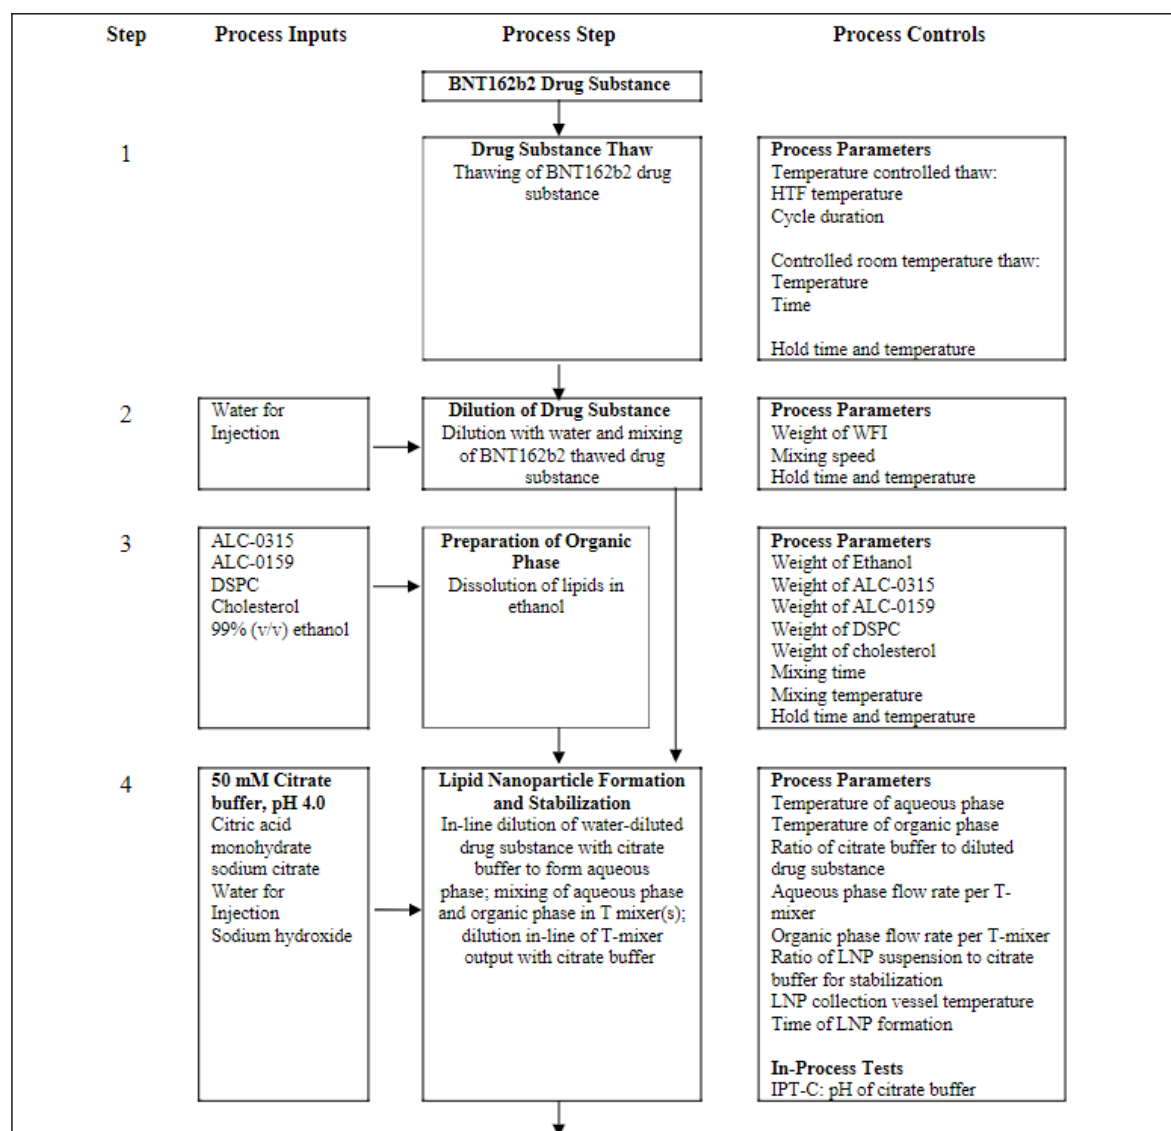 Step Process Inputs Process Step Process Controls
BNT162b2 Drug Substance
1
Drug Substance Thaw
Thawing of BNT162b2 drug
substance
Process Parameters
Temperature controlled thaw:
HTF temperature
Cycle duration
Controlled room temperature thaw:
Temperature
Time
Hold time and temperature
2
Water for
Injection
Dilution of Drug Substance
Dilution with water and mixing
of BNT162b2 thawed drug
substance
Process Parameters
Weight of WFI
Mixing speed
Hold time and temperature
3
ALC-0315
ALC-0159
DSPC
Cholesterol
99% (v/v) ethanol
Preparation of Organic
Phase
Dissolution of lipids in
ethanol
Process Parameters
Weight of Ethanol
Weight of ALC-0315
Weight of ALC-0159
Weight of DSPC
Weight of cholesterol
Mixing time
Mixing temperature
Hold time and temperature
4
50 mM Citrate
buffer, pH 4.0
Citric acid
monohydrate
sodium citrate
Water for
Injection
Sodium hydroxide
Lipid Nanoparticle Formation
and Stabilization
In-line dilution of water-diluted
drug substance with citrate
buffer to form aqueous
phase; mixing of aqueous phase
and organic phase in T mixer(s);
dilution in-line of T-mixer
output with citrate buffer
Process Parameters
Temperature of aqueous phase
Temperature of organic phase
Ratio of citrate buffer to diluted
drug substance
Aqueous phase flow rate per T-
mixer
Organic phase flow rate per T-mixer
Ratio of LNP suspension to citrate
buffer for stabilization
LNP collection vessel temperature
Time of LNP formation
In-Process Tests
IPT-C: pH of citrate buffer